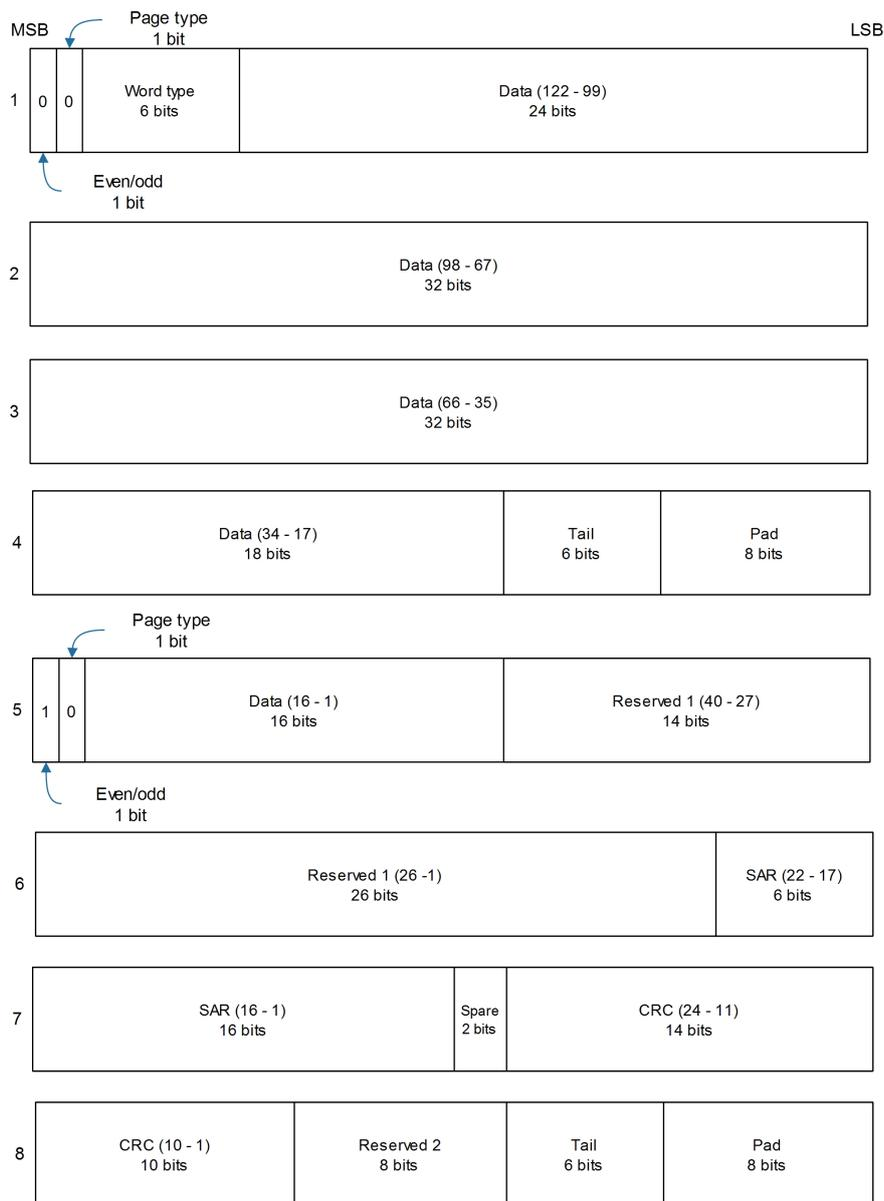 Page type
MSB
LSB
1 bit
1
0
0
Word type
6 bits
Data (122 - 99)
24 bits
Even/odd
1 bit
2
Data (98 - 67)
32 bits
3
Data (66 - 35)
32 bits
4
Data (34 - 17)
18 bits
Tail
6 bits
Pad
8 bits
Page type
1 bit
5
1
0
Data (16 - 1)
16 bits
Reserved 1 (40 - 27)
14 bits
Even/odd
1 bit
6
Reserved 1 (26 -1)
26 bits
SAR (22 - 17)
6 bits
7
SAR (16 - 1)
16 bits
Spare
2 bits
CRC (24 - 11)
14 bits
8
CRC (10 - 1)
10 bits
Reserved 2
8 bits
Tail
6 bits
Pad
8 bits